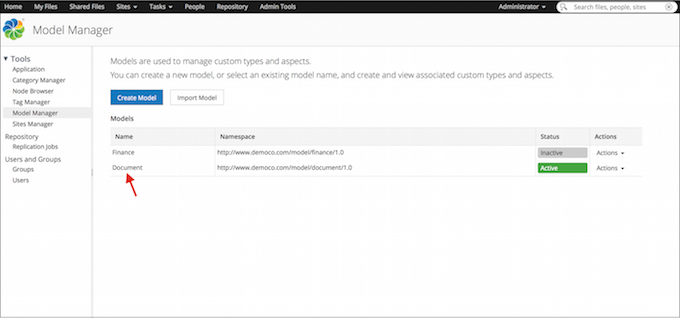 Home My Files Shared Files Sites Tasks People Repository Admin Tools Administrator Search files, people, sites
Model Manager
Tools
Application
Category Manager
Node Browser
Tag Manager
Model Manager
Sites Manager
Repository
Replication Jobs
Users and Groups
Groups
Users
Models are used to manage custom types and aspects.
You can create a new model, or select an existing model name, and create and view associated custom types and aspects.
Create Model Import Model
Models
Name Namespace Status Actions
Finance http://www.democo.com/model/finance/1.0 Inactive Actions
Document http://www.democo.com/model/document/1.0 Active Actions